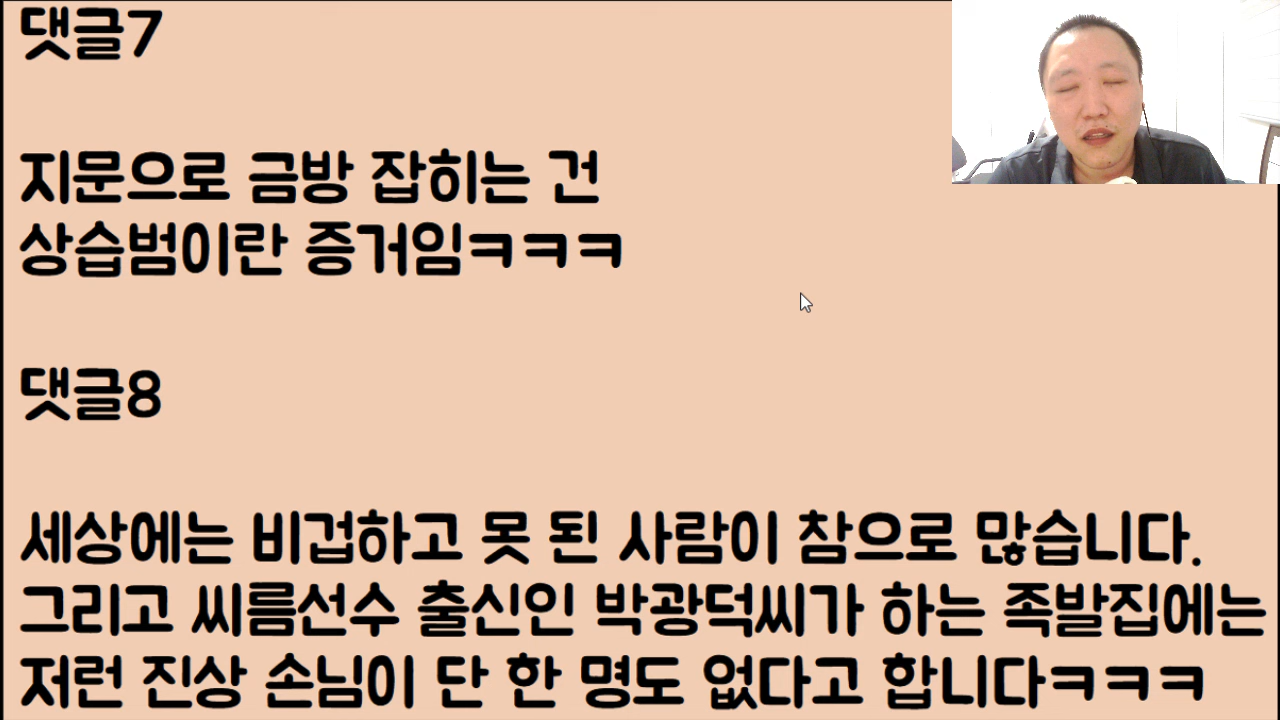 댓글7
지문으로 금방 잡히는 건
상습범이란 증거임ㅋㅋㅋ
댓글8
세상에는 비겁하고 못 된 사람이 참으로 많습니다.
그리고 씨름선수 출신인 박광덕씨가 하는 족발집에는
저런 진상 손님이 단 한 명도 없다고 합니다ㅋㅋㅋ